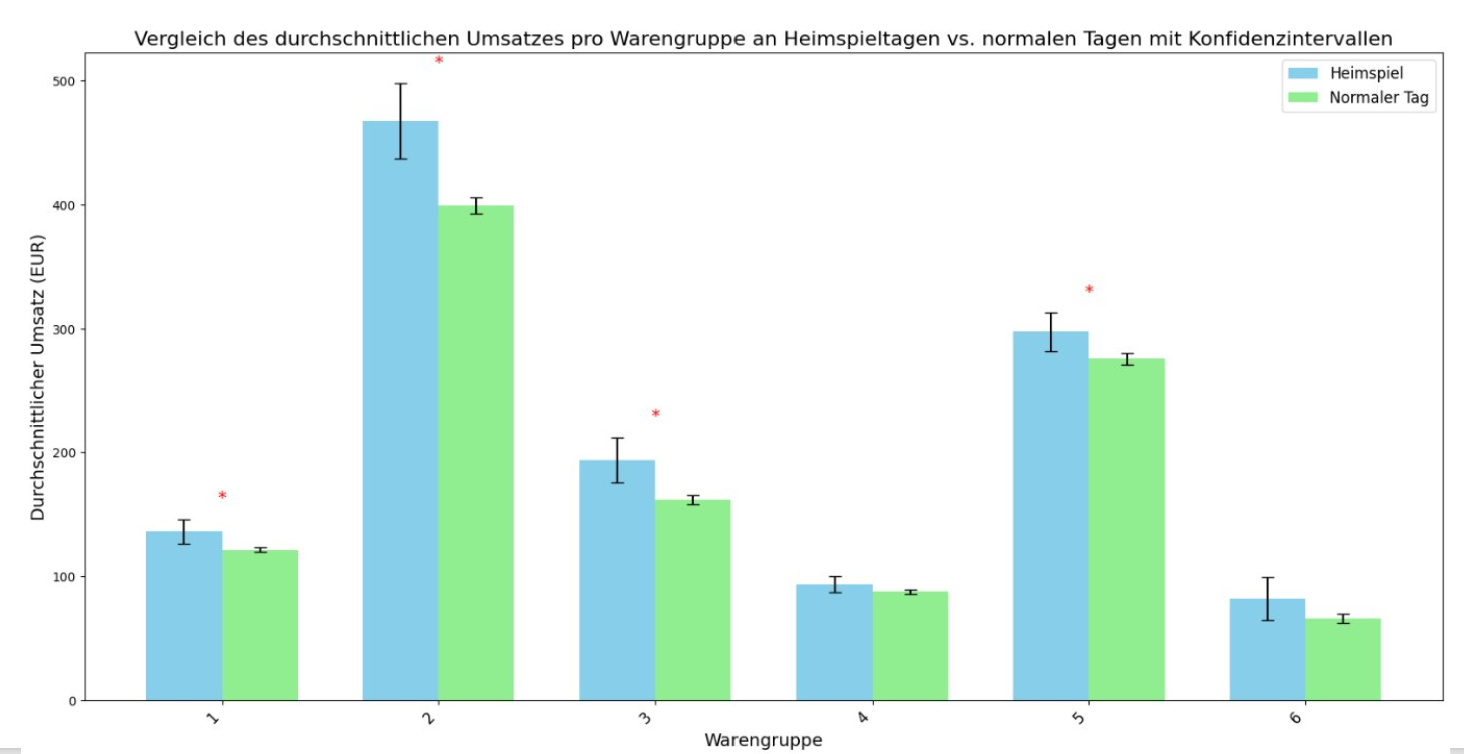 Vergleich des durchschnittlichen Umsatzes pro Warengruppe an Heimspieltagen vs. normalen Tagen mit Konfidenzintervallen
Heimspiel
Normaler Tag
Durchschnittlicher Umsatz (EUR)
500
400
300
200
100
0
*
*
*
*
1 2 3 4 5 6
Warengruppe